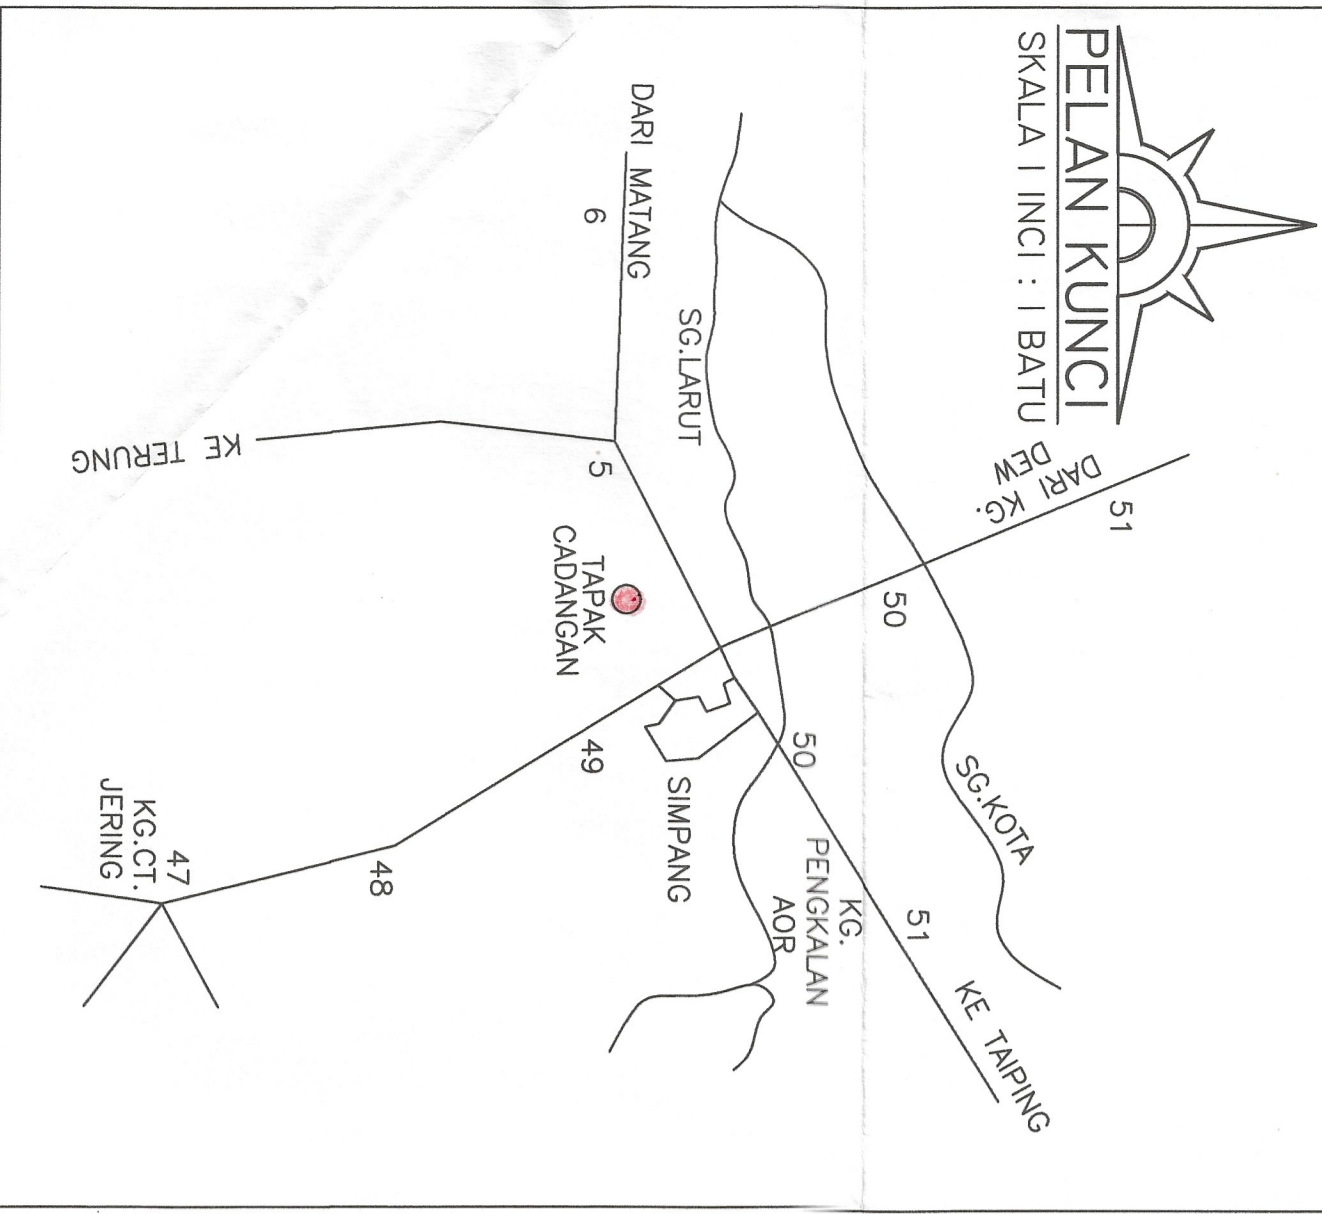 PELAN KUNCI
SKALA 1 INCI : 1 BATU
DARI KG.
DEW
51
50
SG.KOTA
DARI MATANG
6
SG.LARUT
5
KE TERUNG
TAPAK
CADANGAN
50
SIMPANG
49
KG.
PENGKALAN
AOR
51
KE TAIPING
48
47
KG.CT.
JERING